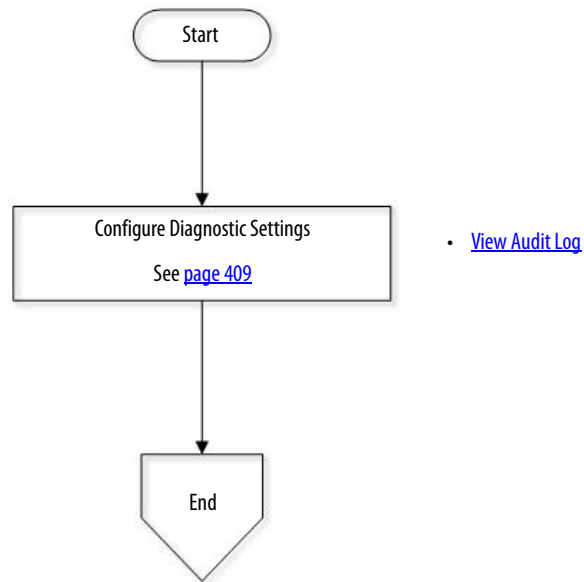 Start
Configure Diagnostic Settings
See page 409
• View Audit Log
End